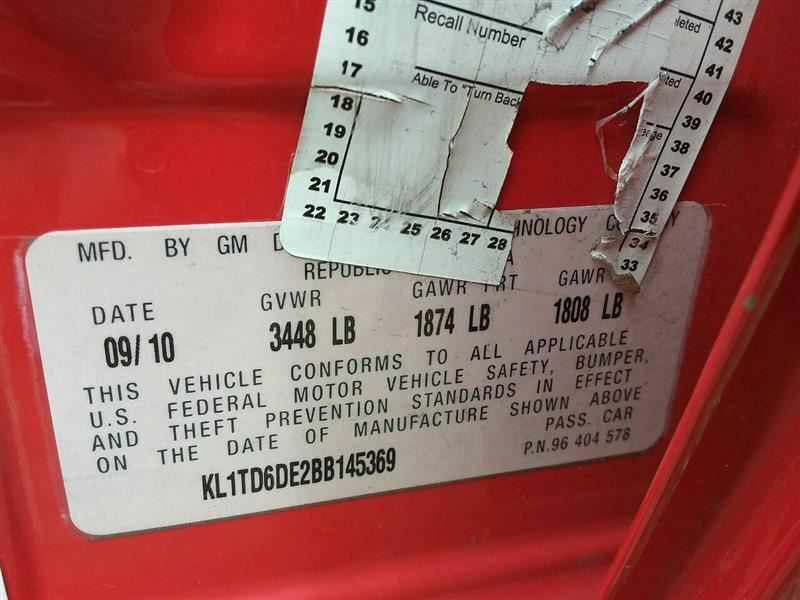 15
16
17
18
19
20
21
22 23 24 25 26 27 28
Recall Number
Able To "Turn Back
43
42
41
40
39
38
37
36
35
34
33
MFD. BY GM D HNOLOGY CO Y
REPUBLIC A
DATE GVWR GAWR FRT GAWR
09/10 3448 LB 1874 LB 1808 LB
THIS VEHICLE CONFORMS TO ALL APPLICABLE
U.S. FEDERAL MOTOR VEHICLE SAFETY, BUMPER,
AND THEFT PREVENTION STANDARDS IN EFFECT
ON THE DATE OF MANUFACTURE SHOWN ABOVE
PASS. CAR
KL1TD6DE2BB145369 P.N.96 404 578